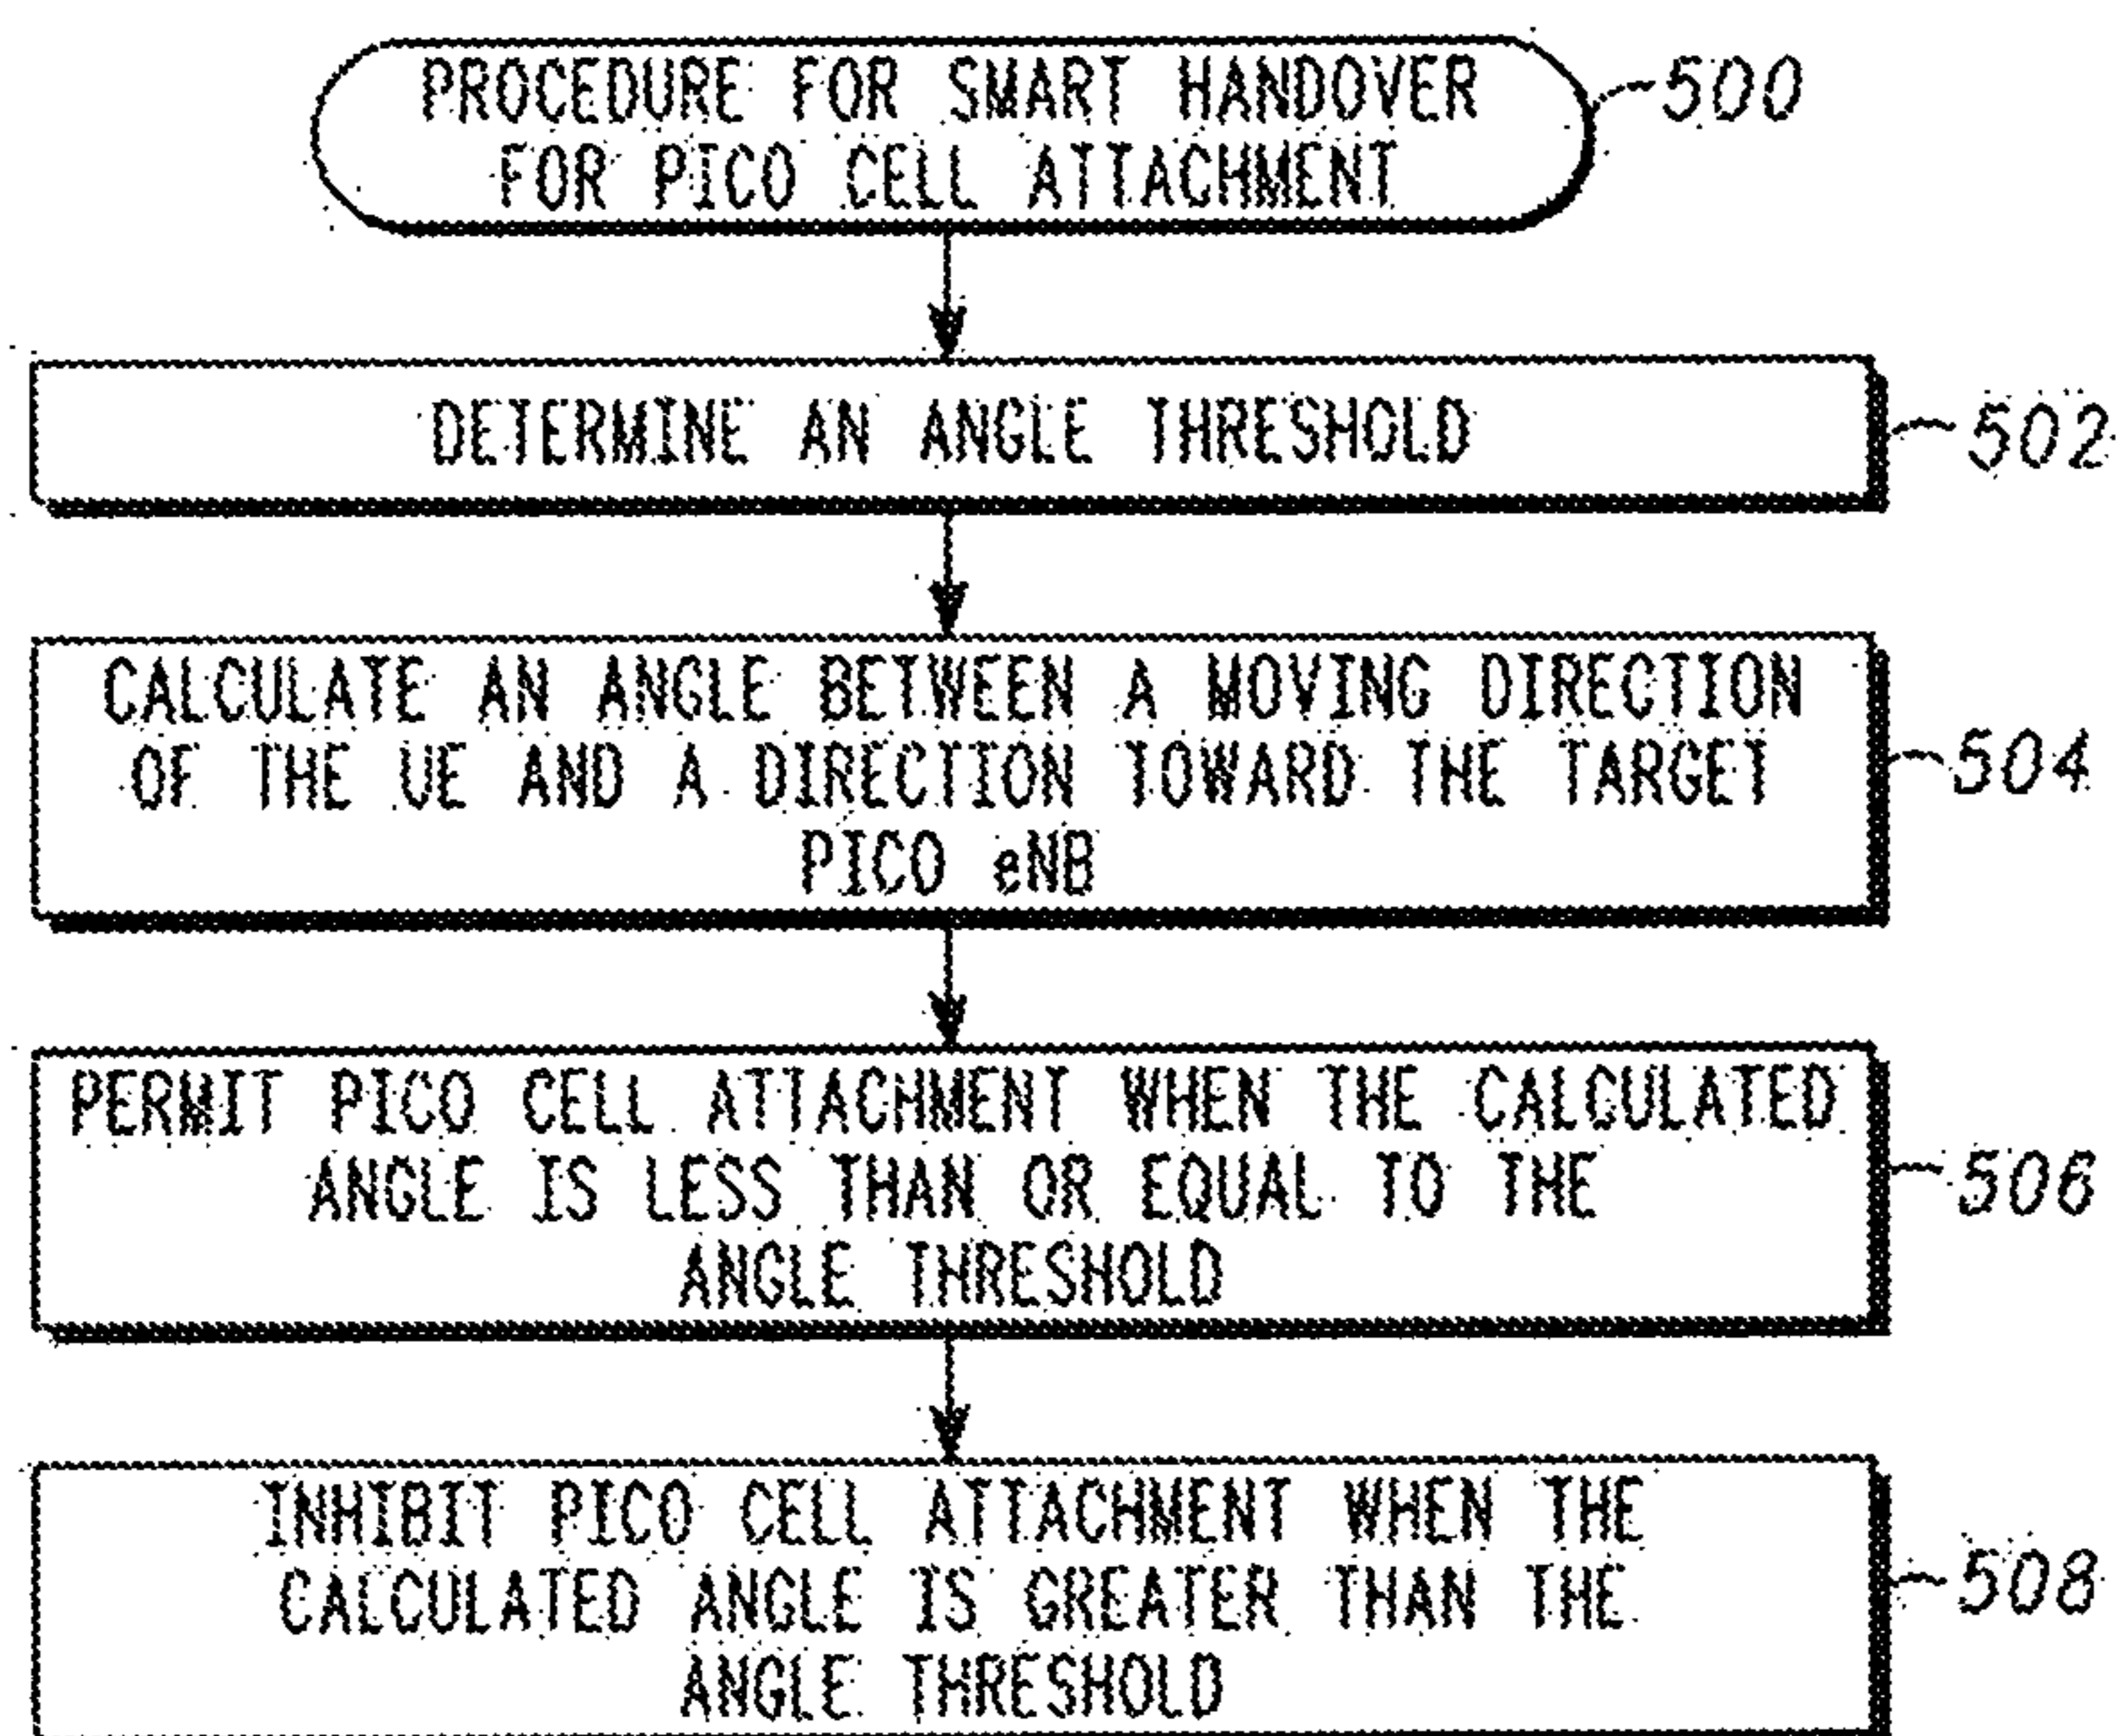 PROCEDURE FOR SMART HANDOVER
FOR PICO CELL ATTACHMENT
500
DETERMINE AN ANGLE THRESHOLD
502
CALCULATE AN ANGLE BETWEEN A MOVING DIRECTION
OF THE UE AND A DIRECTION TOWARD THE TARGET
PICO eNB
504
PERMIT PICO CELL ATTACHMENT WHEN THE CALCULATED
ANGLE IS LESS THAN OR EQUAL TO THE
ANGLE THRESHOLD
506
INHIBIT PICO CELL ATTACHMENT WHEN THE
CALCULATED ANGLE IS GREATER THAN THE
ANGLE THRESHOLD
508